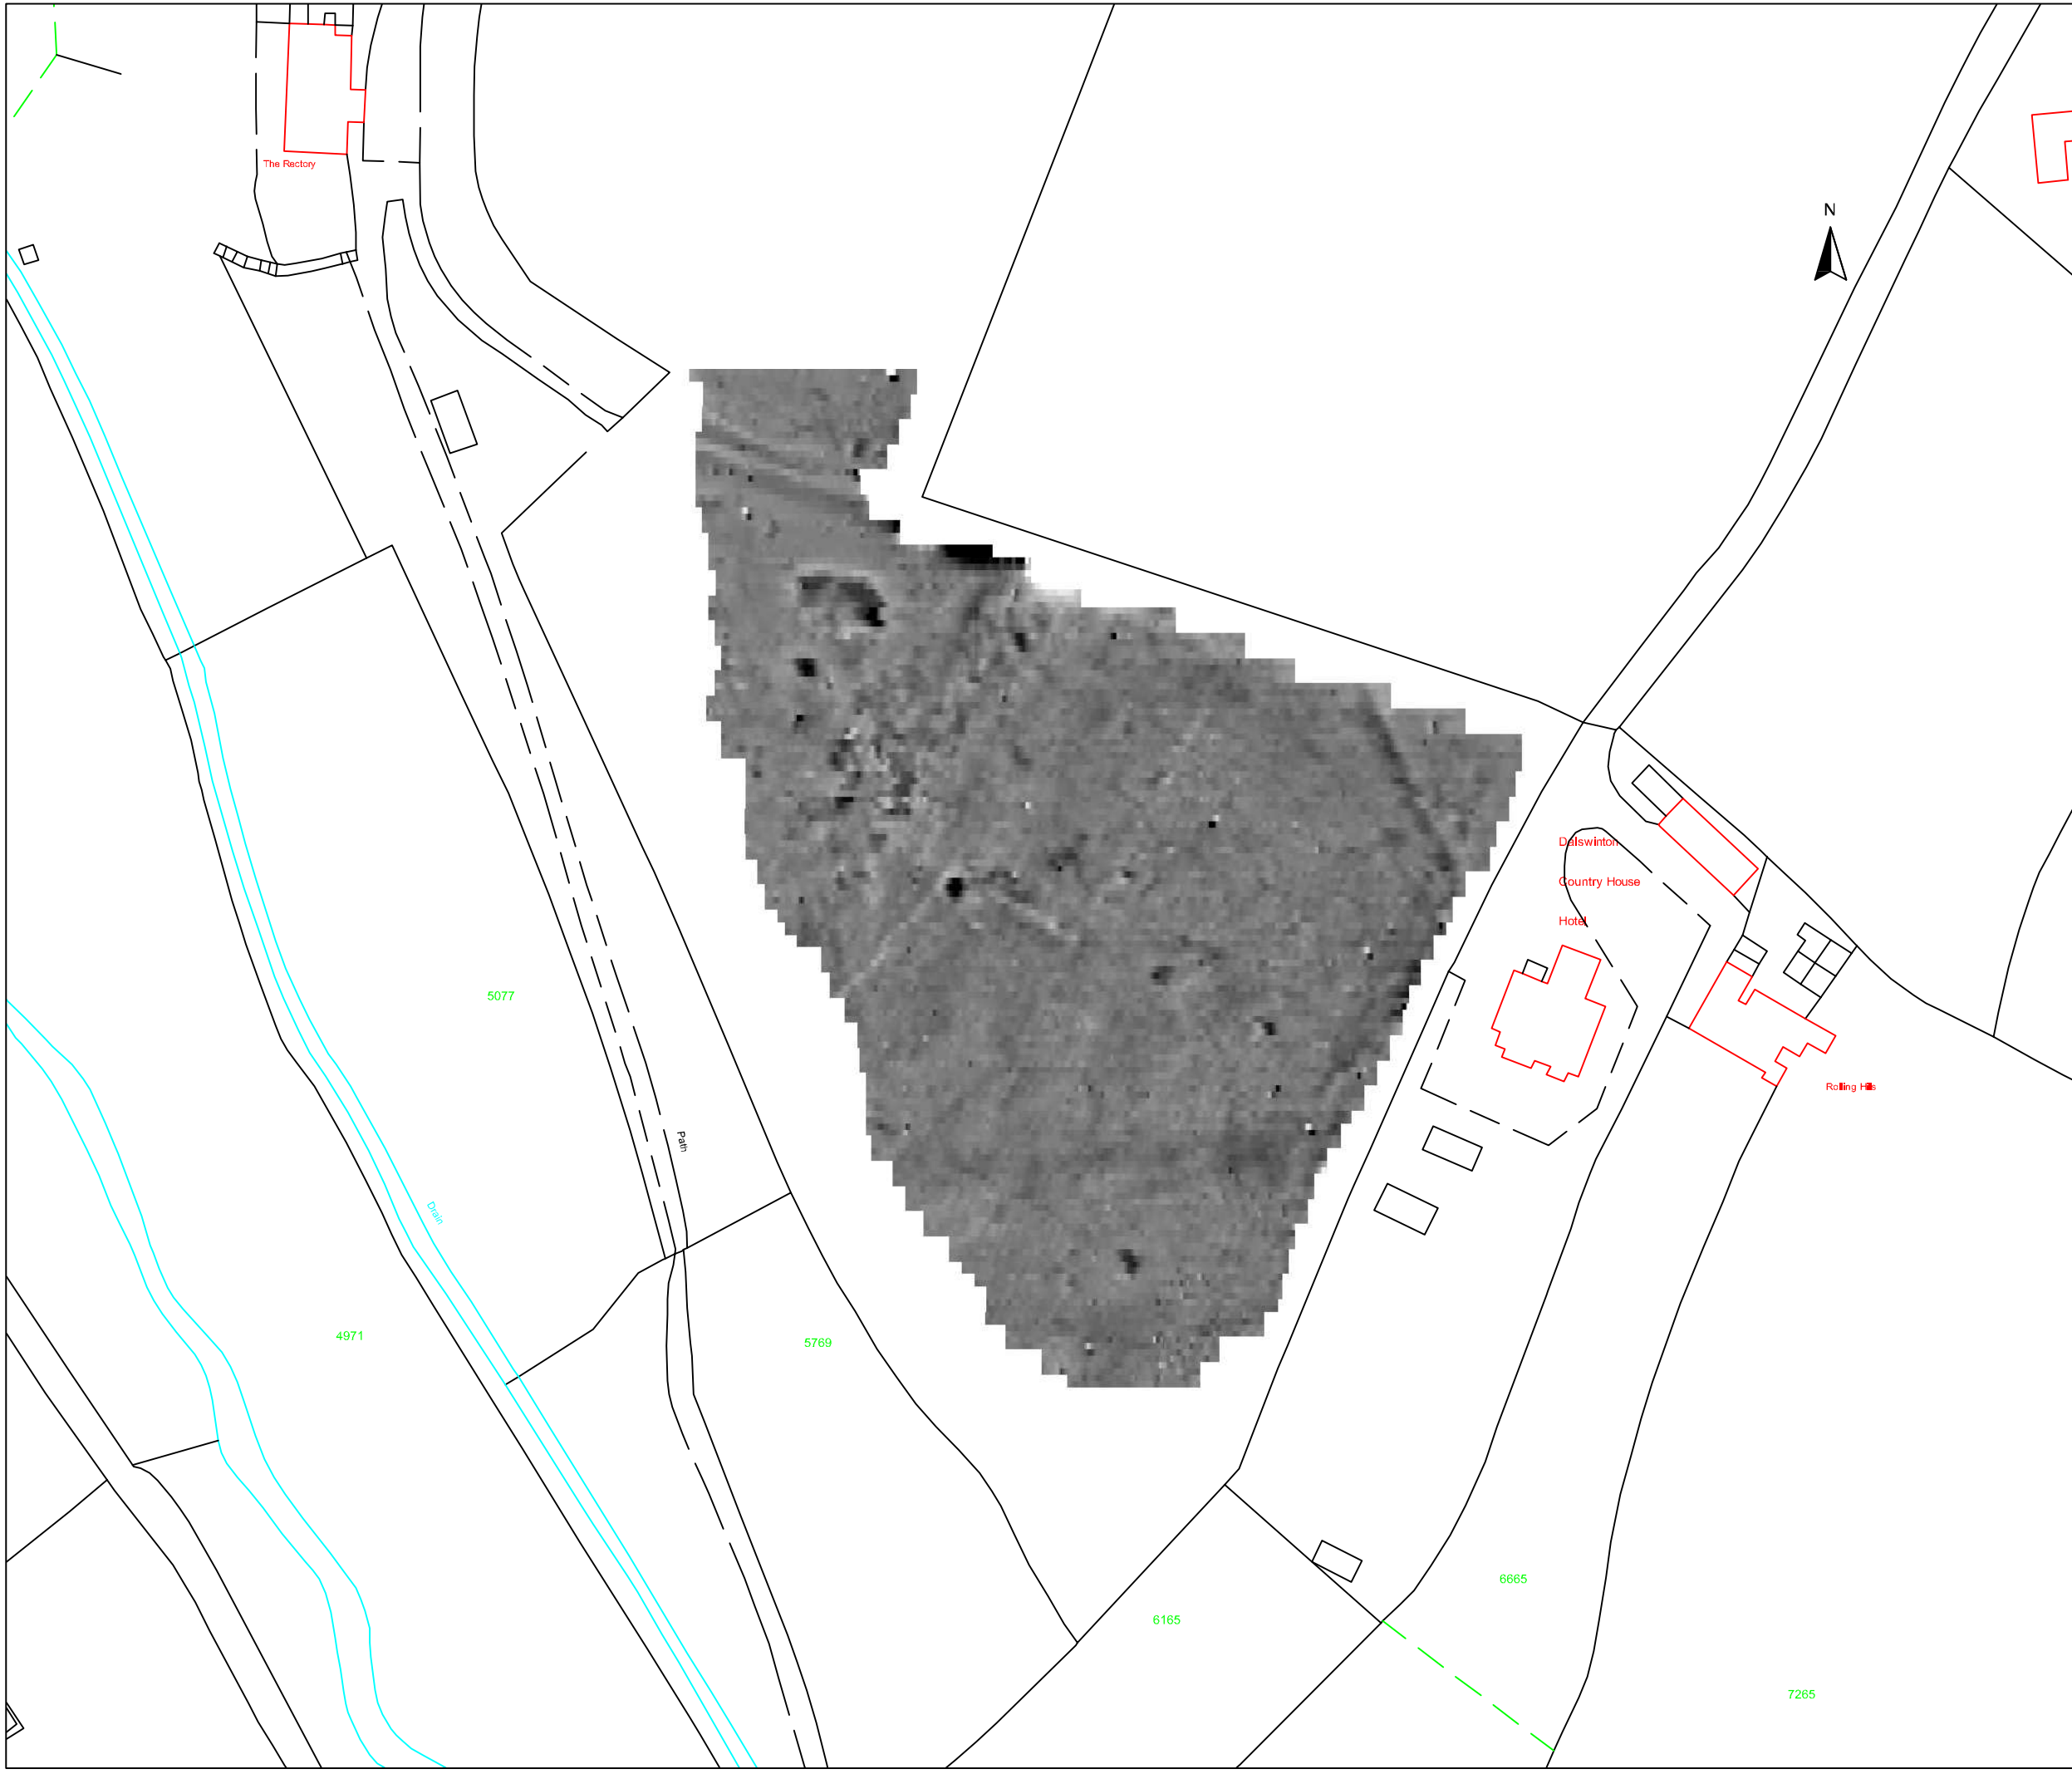 The Rectory
N
Dalswinton
Country House
Hotel
5077
Rolling Hills
Path
Drain
4971
5769
6665
6165
7265